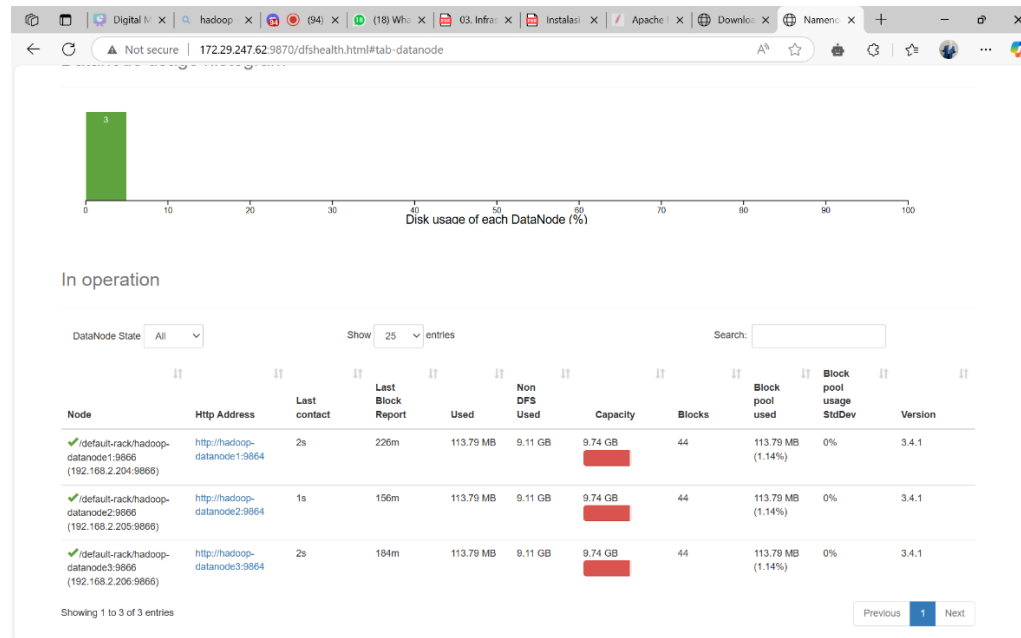 Digital M
hadoop
(94)
(18) Wha
03. Infras
Instalasi
Apache
Downloa
Nameno
Not secure 172.29.247.62:9870/dfshealth.html#tab-datanode
3
0 10 20 30 40 50 60 70 80 90 100
Disk usage of each DataNode (%)
In operation
DataNode State All Show 25 entries Search:
Node Http Address Last contact Last Block Report Used Non DFS Used Capacity Blocks Block pool used Block pool usage StdDev Version
/default-rack/hadoop-datanode1:9866 (192.168.2.204:9866) http://hadoop-datanode1:9864 2s 226m 113.79 MB 9.11 GB 9.74 GB 44 113.79 MB (1.14%) 0% 3.4.1
/default-rack/hadoop-datanode2:9866 (192.168.2.205:9866) http://hadoop-datanode2:9864 1s 156m 113.79 MB 9.11 GB 9.74 GB 44 113.79 MB (1.14%) 0% 3.4.1
/default-rack/hadoop-datanode3:9866 (192.168.2.206:9866) http://hadoop-datanode3:9864 2s 184m 113.79 MB 9.11 GB 9.74 GB 44 113.79 MB (1.14%) 0% 3.4.1
Showing 1 to 3 of 3 entries Previous 1 Next